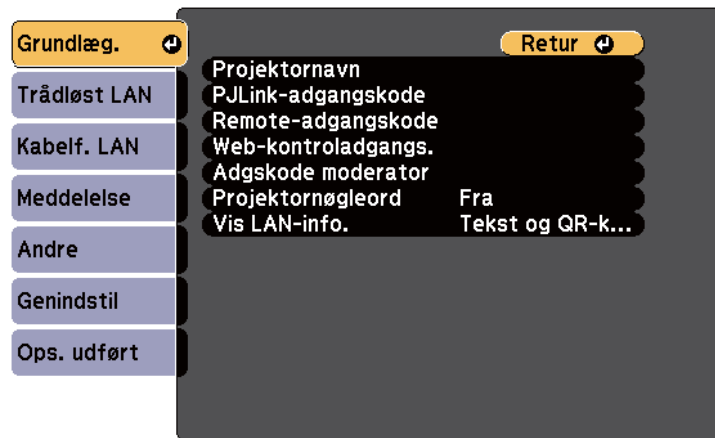 Grundlæg.
Trådløst LAN
Kabelf. LAN
Meddelelse
Andre
Genindstil
Ops. udført
Retur
Projektornavn
PJLink-adgangskode
Remote-adgangskode
Web-kontroladgangs.
Adgskode moderator
Projektornøgleord Fra
Vis LAN-info. Tekst og QR-k...